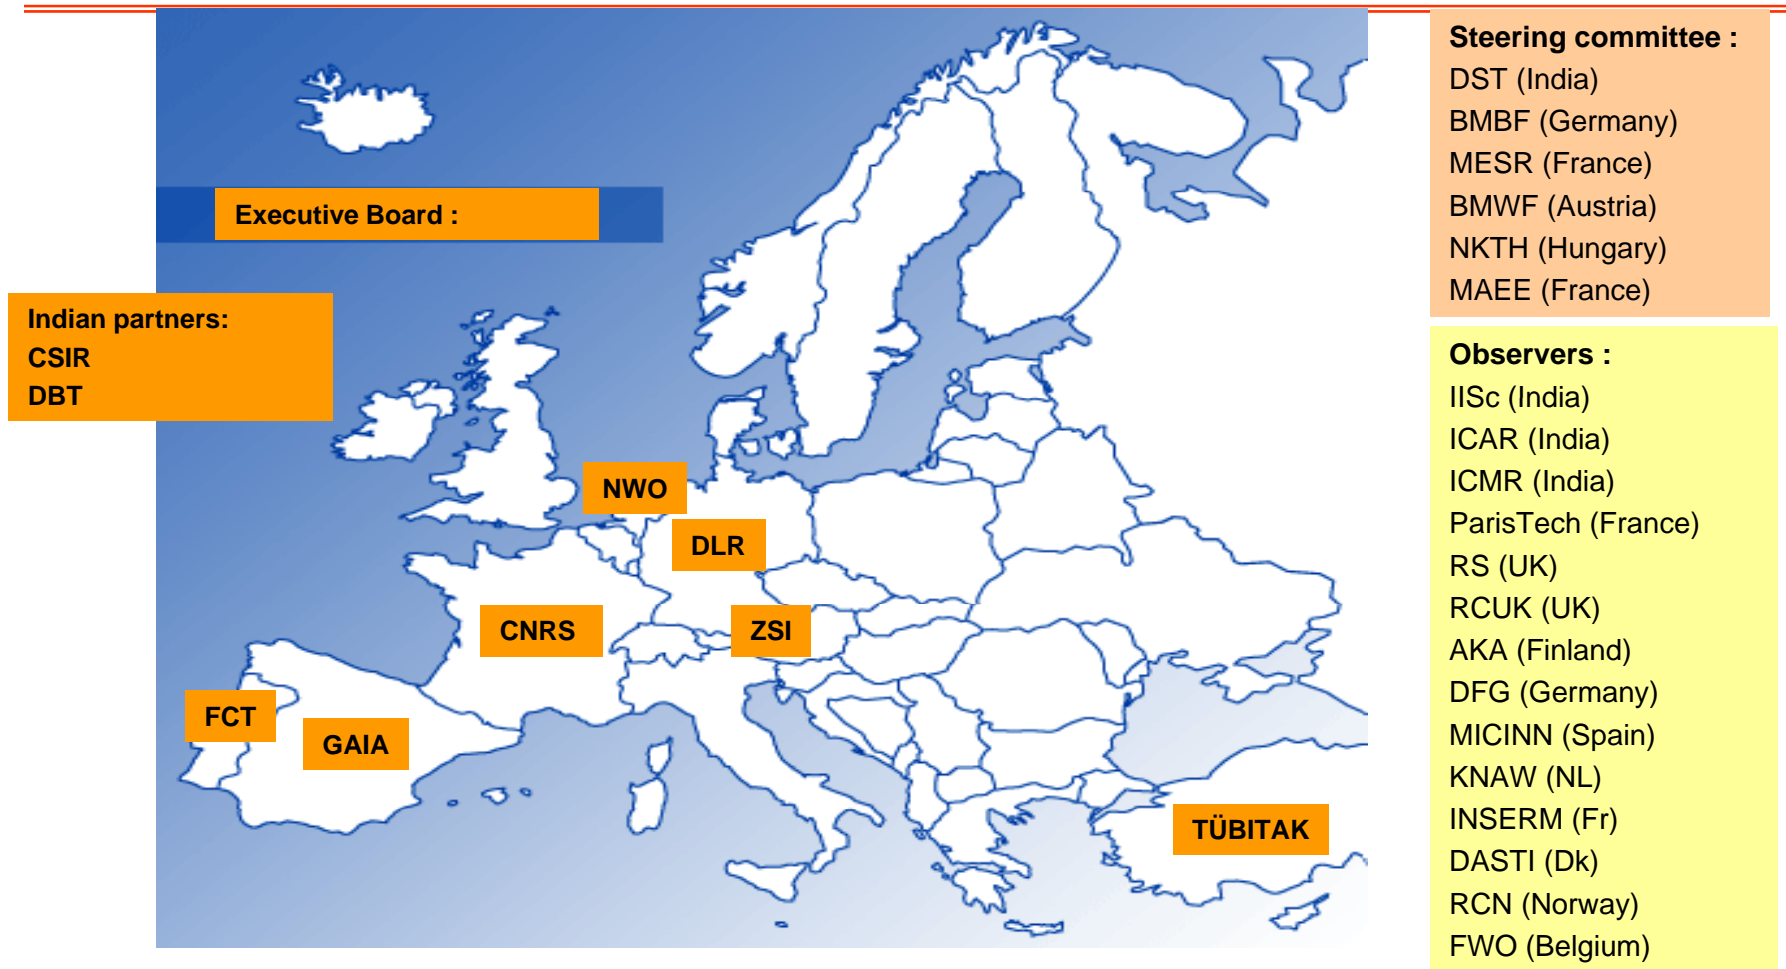 Executive Board :
Indian partners:
CSIR
DBT
NWO
DLR
CNRS
ZSI
FCT
GAIA
TÜBITAK
Steering committee :
DST (India)
BMBF (Germany)
MESR (France)
BMWF (Austria)
NKTH (Hungary)
MAEE (France)
Observers :
IISc (India)
ICAR (India)
ICMR (India)
ParisTech (France)
RS (UK)
RCUK (UK)
AKA (Finland)
DFG (Germany)
MICINN (Spain)
KNAW (NL)
INSERM (Fr)
DASTI (Dk)
RCN (Norway)
FWO (Belgium)